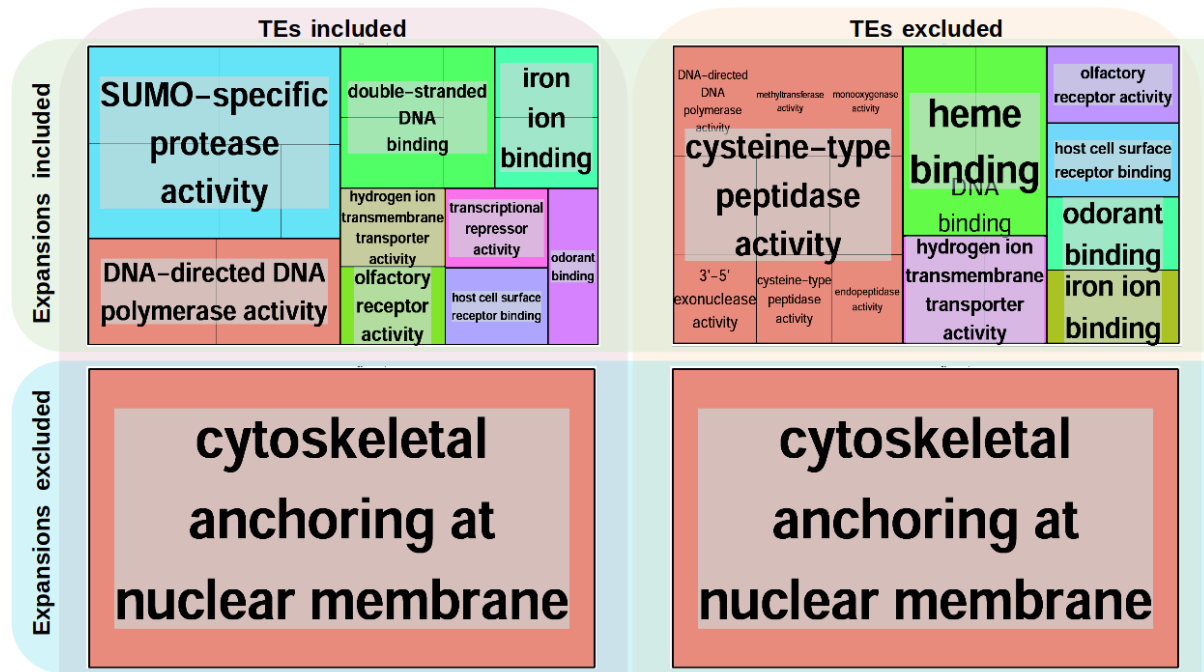 TEs included
TEs excluded
Expansions included
SUMO-specific
protease
activity
double-stranded
DNA
binding
iron
ion
binding
DNA-directed DNA
polymerase activity
hydrogen ion
transmembrane
transporter
activity
transcriptional
repressor
activity
odorant
binding
olfactory
receptor
activity
host cell surface
receptor binding
DNA-directed
DNA
polymerase
activity
methyltransferase
activity
monooxygenase
activity
cysteine-type
peptidase
activity
3'-5'
exonuclease
activity
cysteine-type
peptidase
activity
endopeptidase
activity
heme
binding
DNA
binding
hydrogen ion
transmembrane
transporter
activity
olfactory
receptor activity
host cell surface
receptor binding
odorant
binding
iron ion
binding
Expansions excluded
cytoskeletal
anchoring at
nuclear membrane
cytoskeletal
anchoring at
nuclear membrane